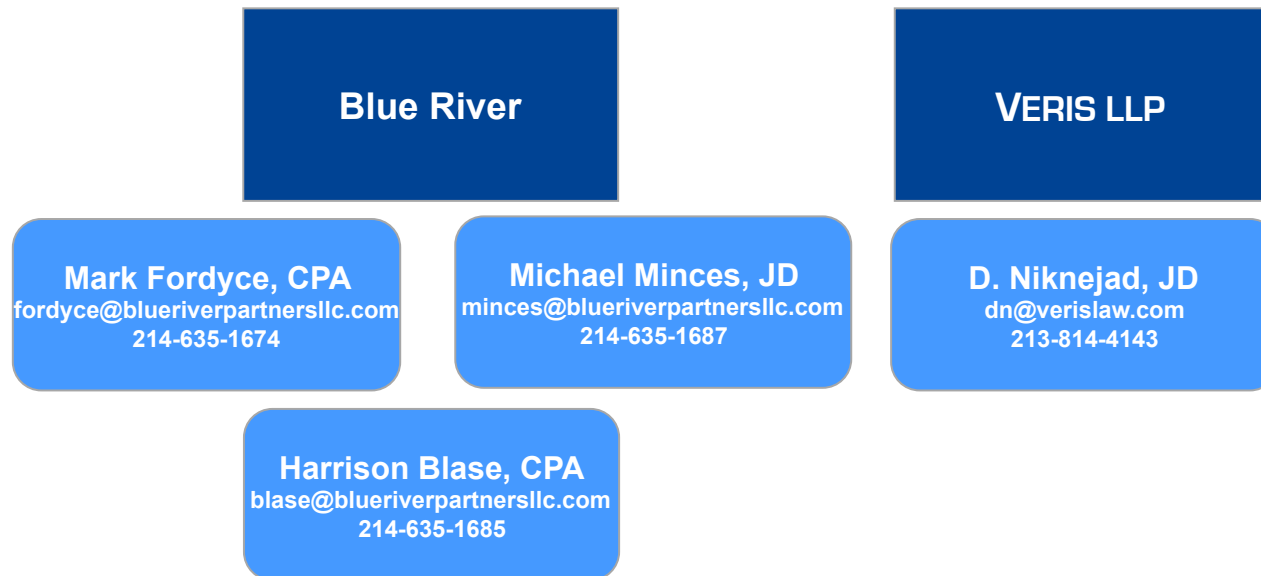 Blue River
VERIS LLP
Mark Fordyce, CPA
fordyce@blueriverpartnersllc.com
214-635-1674
Michael Minces, JD
minces@blueriverpartnersllc.com
214-635-1687
D. Niknejad, JD
dn@verislaw.com
213-814-4143
Harrison Blase, CPA
blase@blueriverpartnersllc.com
214-635-1685